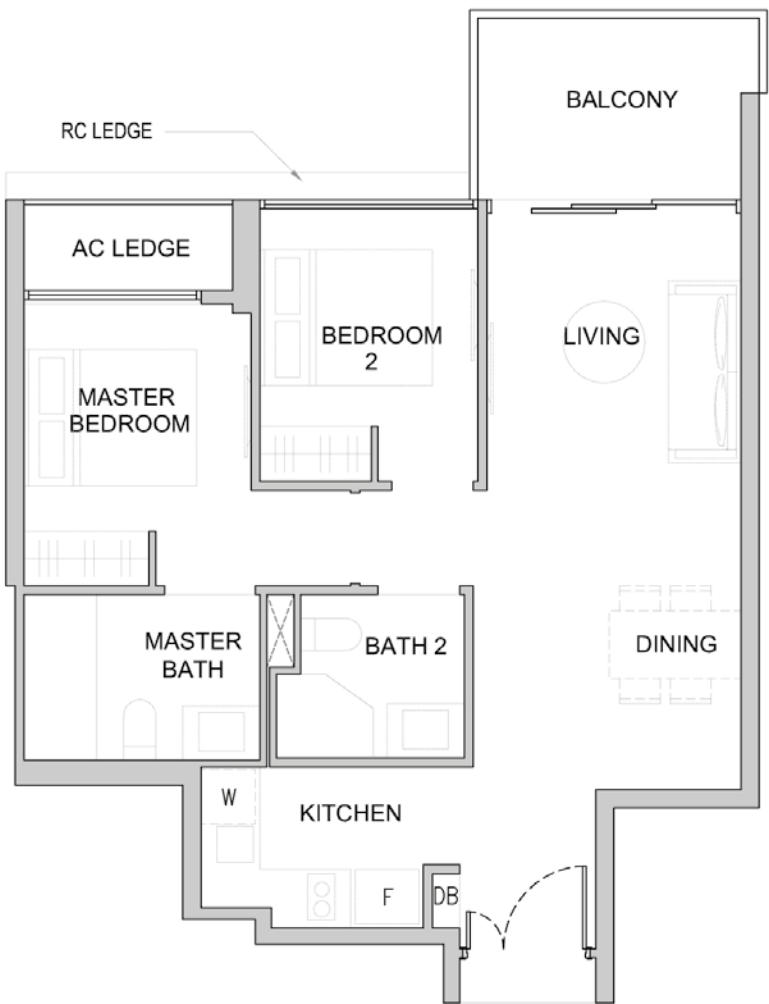 BALCONY
RC LEDGE
AC LEDGE
BEDROOM
2
LIVING
MASTER
BEDROOM
MASTER
BATH
BATH 2
DINING
W
KITCHEN
F
DB